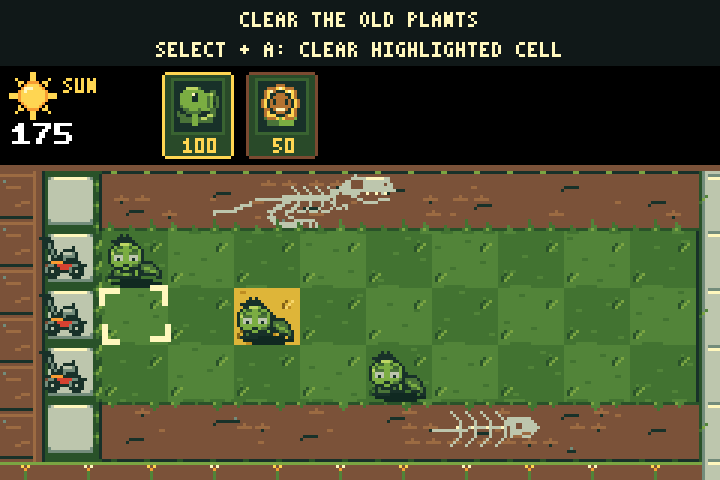 CLEAR THE OLD PLANTS
SELECT + A: CLEAR HIGHLIGHTED CELL
SUN
175
100
50